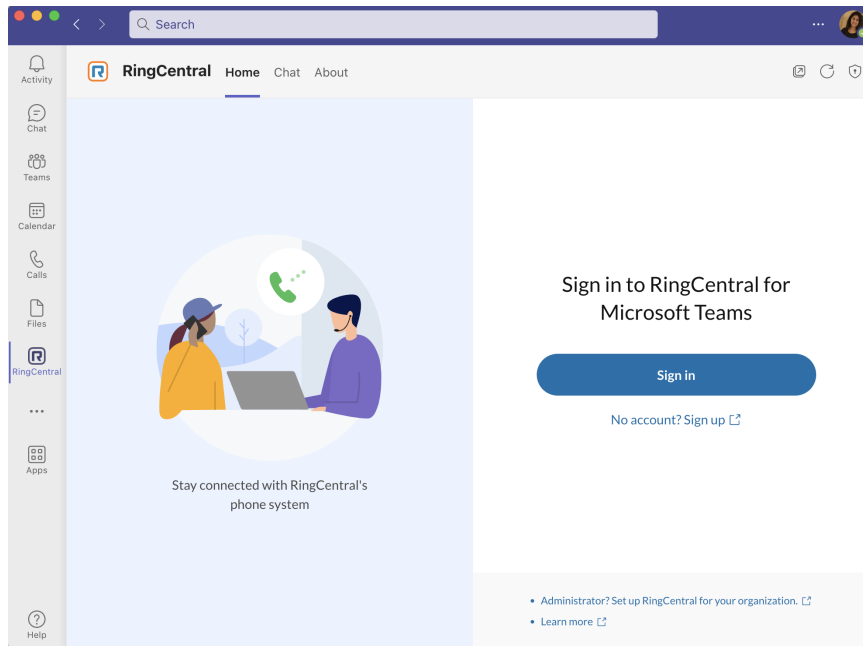 Search
Activity
Chat
Teams
Calendar
Calls
Files
RingCentral
Apps
Help
RingCentral Home Chat About
Stay connected with RingCentral's
phone system
Sign in to RingCentral for
Microsoft Teams
Sign in
No account? Sign up
Administrator? Set up RingCentral for your organization.
Learn more